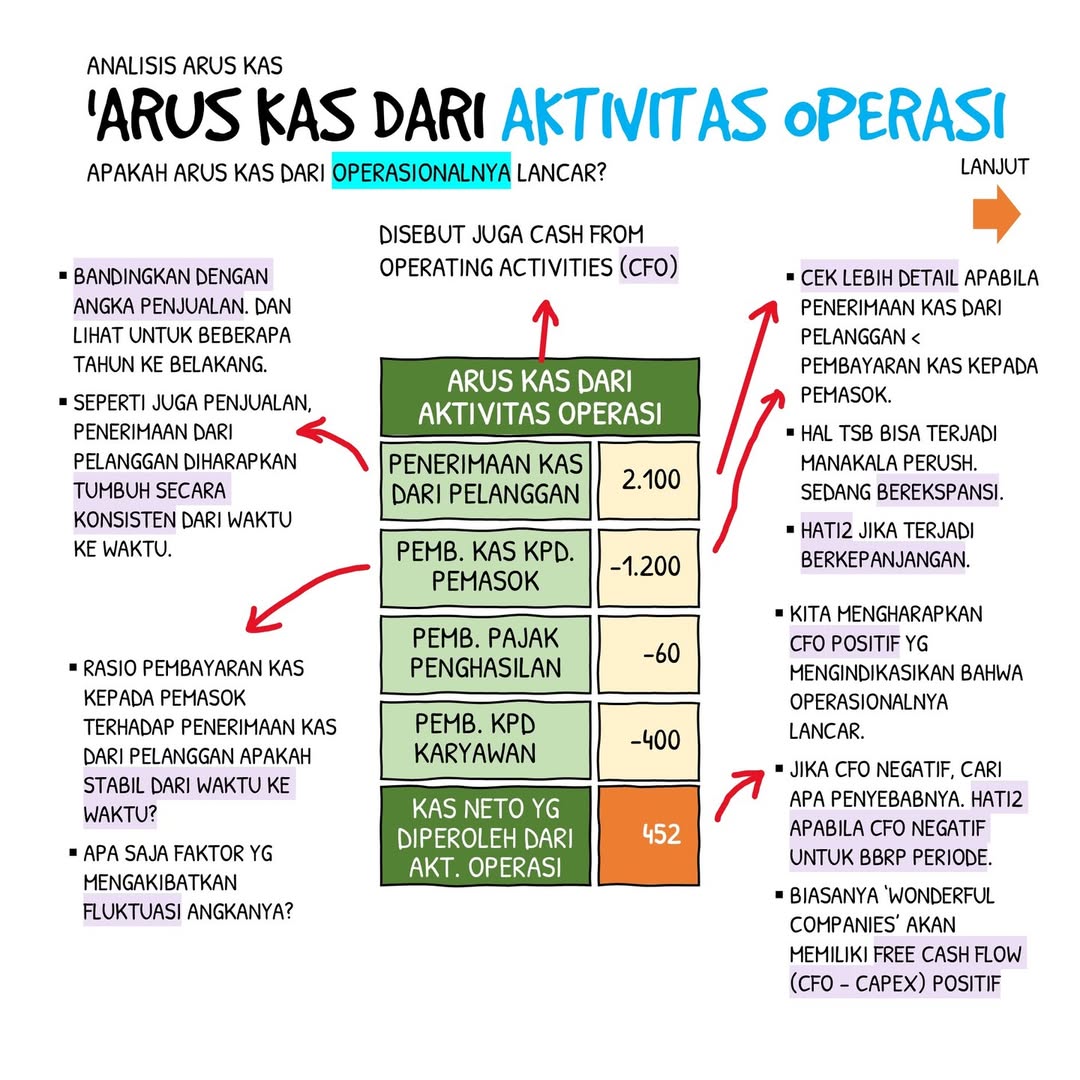 ANALISIS ARUS KAS
'ARUS KAS DARI AKTIVITAS OPERASI
APAKAH ARUS KAS DARI OPERASIONALNYA LANCAR?
LANJUT
DISEBUT JUGA CASH FROM
OPERATING ACTIVITIES (CFO)
▪ BANDINGKAN DENGAN
ANGKA PENJUALAN. DAN
LIHAT UNTUK BEBERAPA
TAHUN KE BELAKANG.
▪ SEPERTI JUGA PENJUALAN,
PENERIMAAN DARI
PELANGGAN DIHARAPKAN
TUMBUH SECARA
KONSISTEN DARI WAKTU
KE WAKTU.
▪ RASIO PEMBAYARAN KAS
KEPADA PEMASOK
TERHADAP PENERIMAAN KAS
DARI PELANGGAN APAKAH
STABIL DARI WAKTU KE
WAKTU?
▪ APA SAJA FAKTOR YG
MENGAKIBATKAN
FLUKTUASI ANGKANYA?
ARUS KAS DARI
AKTIVITAS OPERASI
PENERIMAAN KAS
DARI PELANGGAN
2.100
PEMB. KAS KPD.
PEMASOK
-1.200
PEMB. PAJAK
PENGHASILAN
-60
PEMB. KPD
KARYAWAN
-400
KAS NETO YG
DIPEROLEH DARI
AKT. OPERASI
452
▪ CEK LEBIH DETAIL APABILA
PENERIMAAN KAS DARI
PELANGGAN <
PEMBAYARAN KAS KEPADA
PEMASOK.
▪ HAL TSB BISA TERJADI
MANAKALA PERUSH.
SEDANG BEREKSPANSI.
▪ HATI2 JIKA TERJADI
BERKEPANJANGAN.
▪ KITA MENGHARAPKAN
CFO POSITIF YG
MENGINDIKASIKAN BAHWA
OPERASIONALNYA
LANCAR.
▪ JIKA CFO NEGATIF, CARI
APA PENYEBABNYA. HATI2
APABILA CFO NEGATIF
UNTUK BBRP PERIODE.
▪ BIASANYA 'WONDERFUL
COMPANIES' AKAN
MEMILIKI FREE CASH FLOW
(CFO – CAPEX) POSITIF